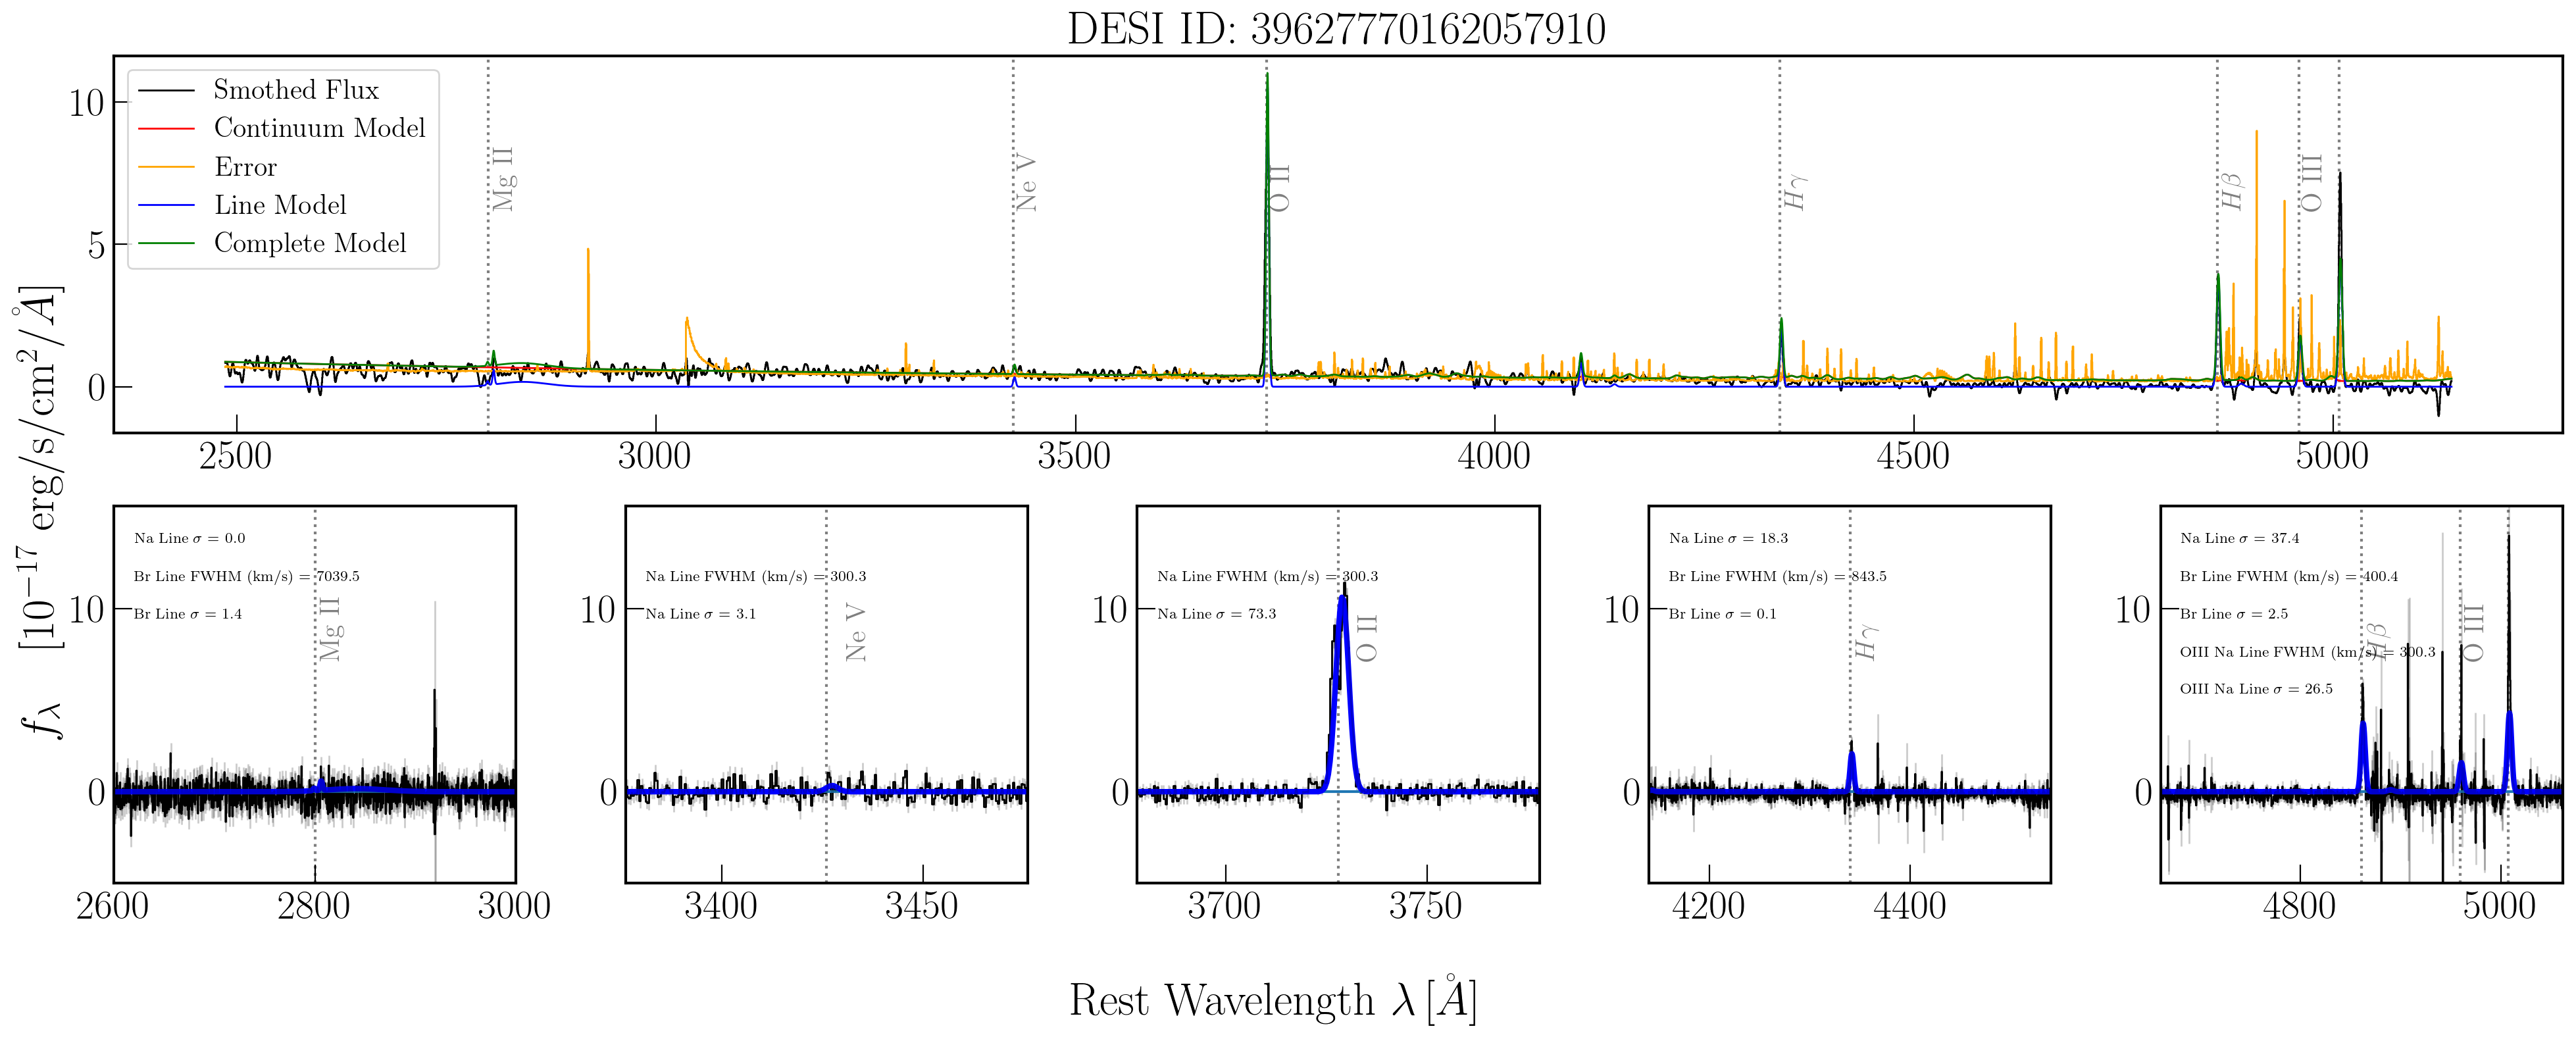 DESI ID: 39627770162057910
Smothed Flux
Continuum Model
Error
Line Model
Complete Model
Mg II
Ne V
O II
Hγ
Hβ
O III
10
5
0
2500
3000
3500
4000
4500
5000
f_λ [10^−17 erg/s/cm^2/Å]
Na Line σ = 0.0
Br Line FWHM (km/s) = 7039.5
Br Line σ = 1.4
Mg II
10
0
2600
2800
3000
Na Line FWHM (km/s) = 300.3
Na Line σ = 3.1
Ne V
10
0
3400
3450
Na Line FWHM (km/s) = 300.3
Na Line σ = 73.3
O II
10
0
3700
3750
Na Line σ = 18.3
Br Line FWHM (km/s) = 843.5
Br Line σ = 0.1
Hγ
10
0
4200
4400
Na Line σ = 37.4
Br Line FWHM (km/s) = 400.4
Br Line σ = 2.5
OIII Na Line FWHM (km/s) = 300.3
OIII Na Line σ = 26.5
Hβ
O III
10
0
4800
5000
Rest Wavelength λ [Å]